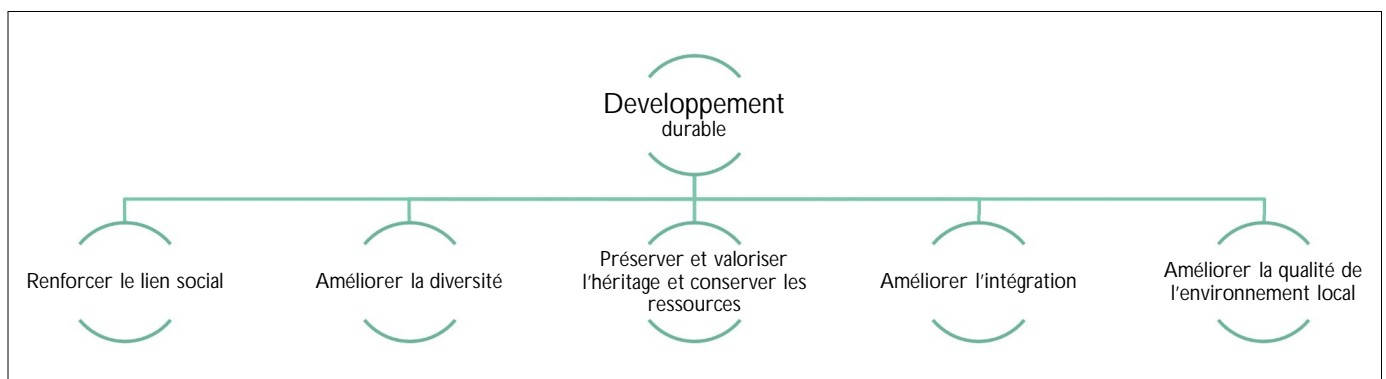 Developpement
durable
Renforcer le lien social
Améliorer la diversité
Préserver et valoriser
l'héritage et conserver les
ressources
Améliorer l'intégration
Améliorer la qualité de
l'environnement local